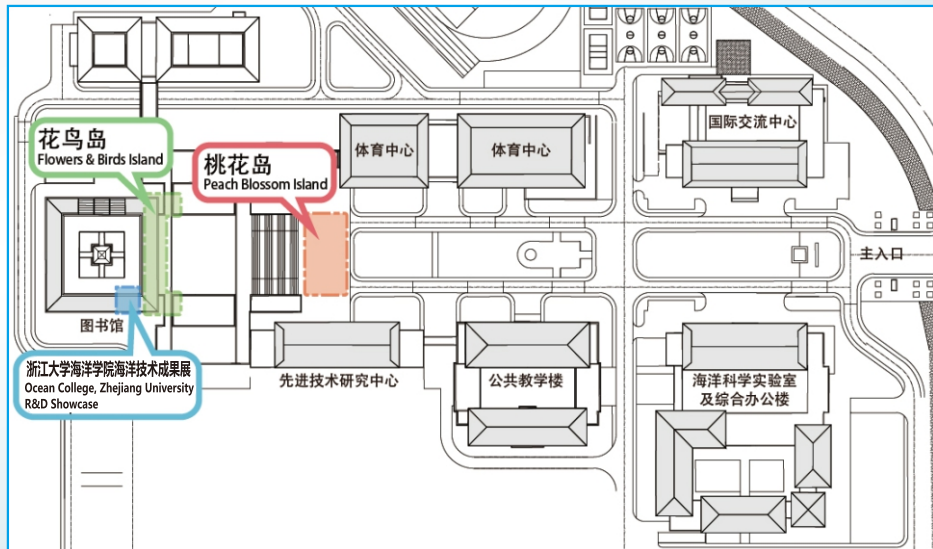 国际交流中心
花鸟岛
Flowers & Birds Island
桃花岛
Peach Blossom Island
体育中心
体育中心
主入口
图书馆
浙江大学海洋学院海洋技术成果展
Ocean College, Zhejiang University
R&D Showcase
先进技术研究中心
公共教学楼
海洋科学实验室
及综合办公楼